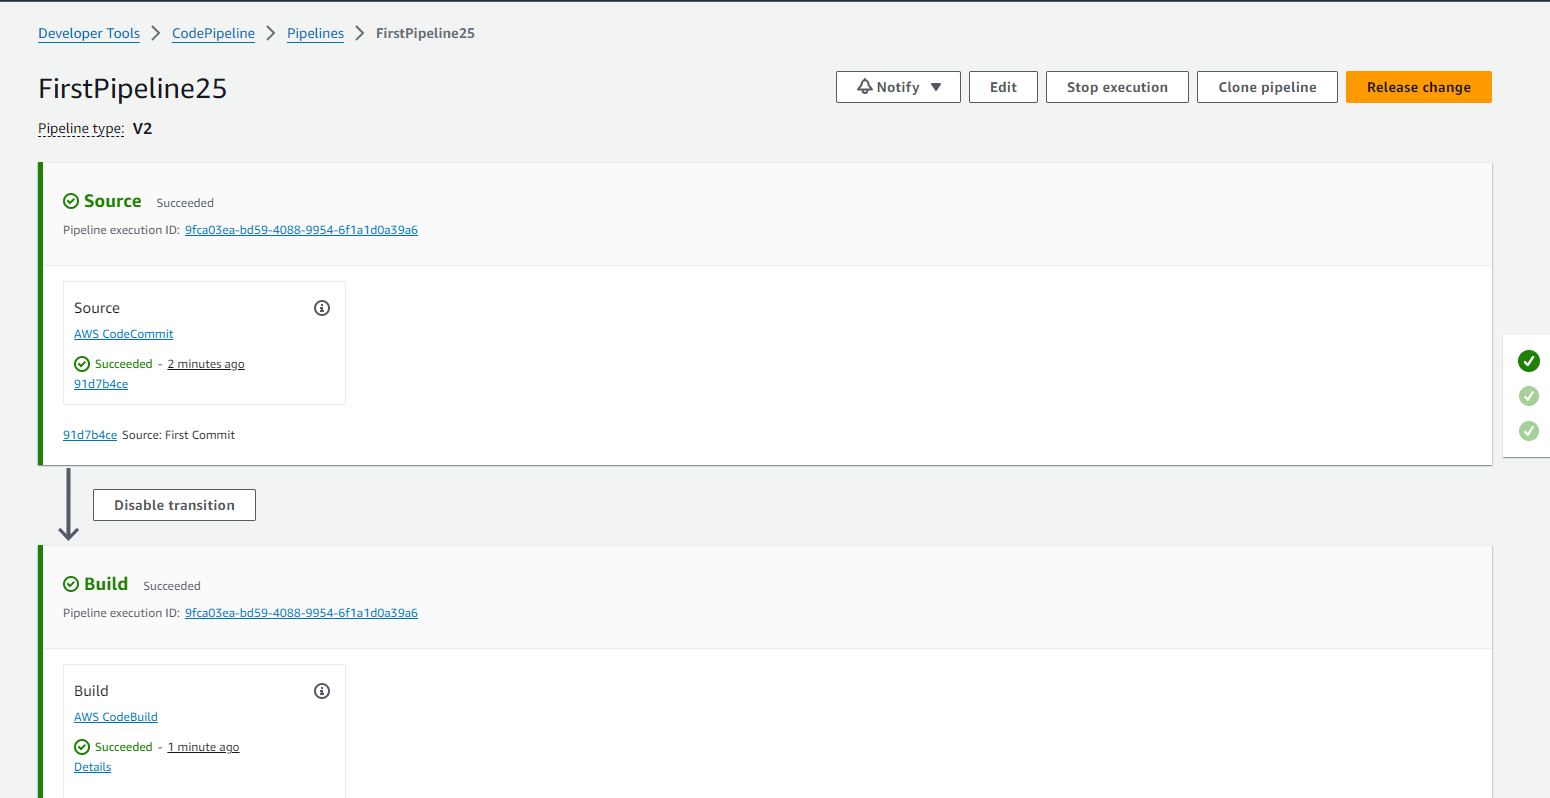 Developer Tools > CodePipeline > Pipelines > FirstPipeline25
FirstPipeline25
Notify Edit Stop execution Clone pipeline Release change
Pipeline type: V2
Source Succeeded
Pipeline execution ID: 9fca03ea-bd59-4088-9954-6f1a1d0a39a6
Source
AWS CodeCommit
Succeeded - 2 minutes ago
91d7b4ce
91d7b4ce Source: First Commit
Disable transition
Build Succeeded
Pipeline execution ID: 9fca03ea-bd59-4088-9954-6f1a1d0a39a6
Build
AWS CodeBuild
Succeeded - 1 minute ago
Details